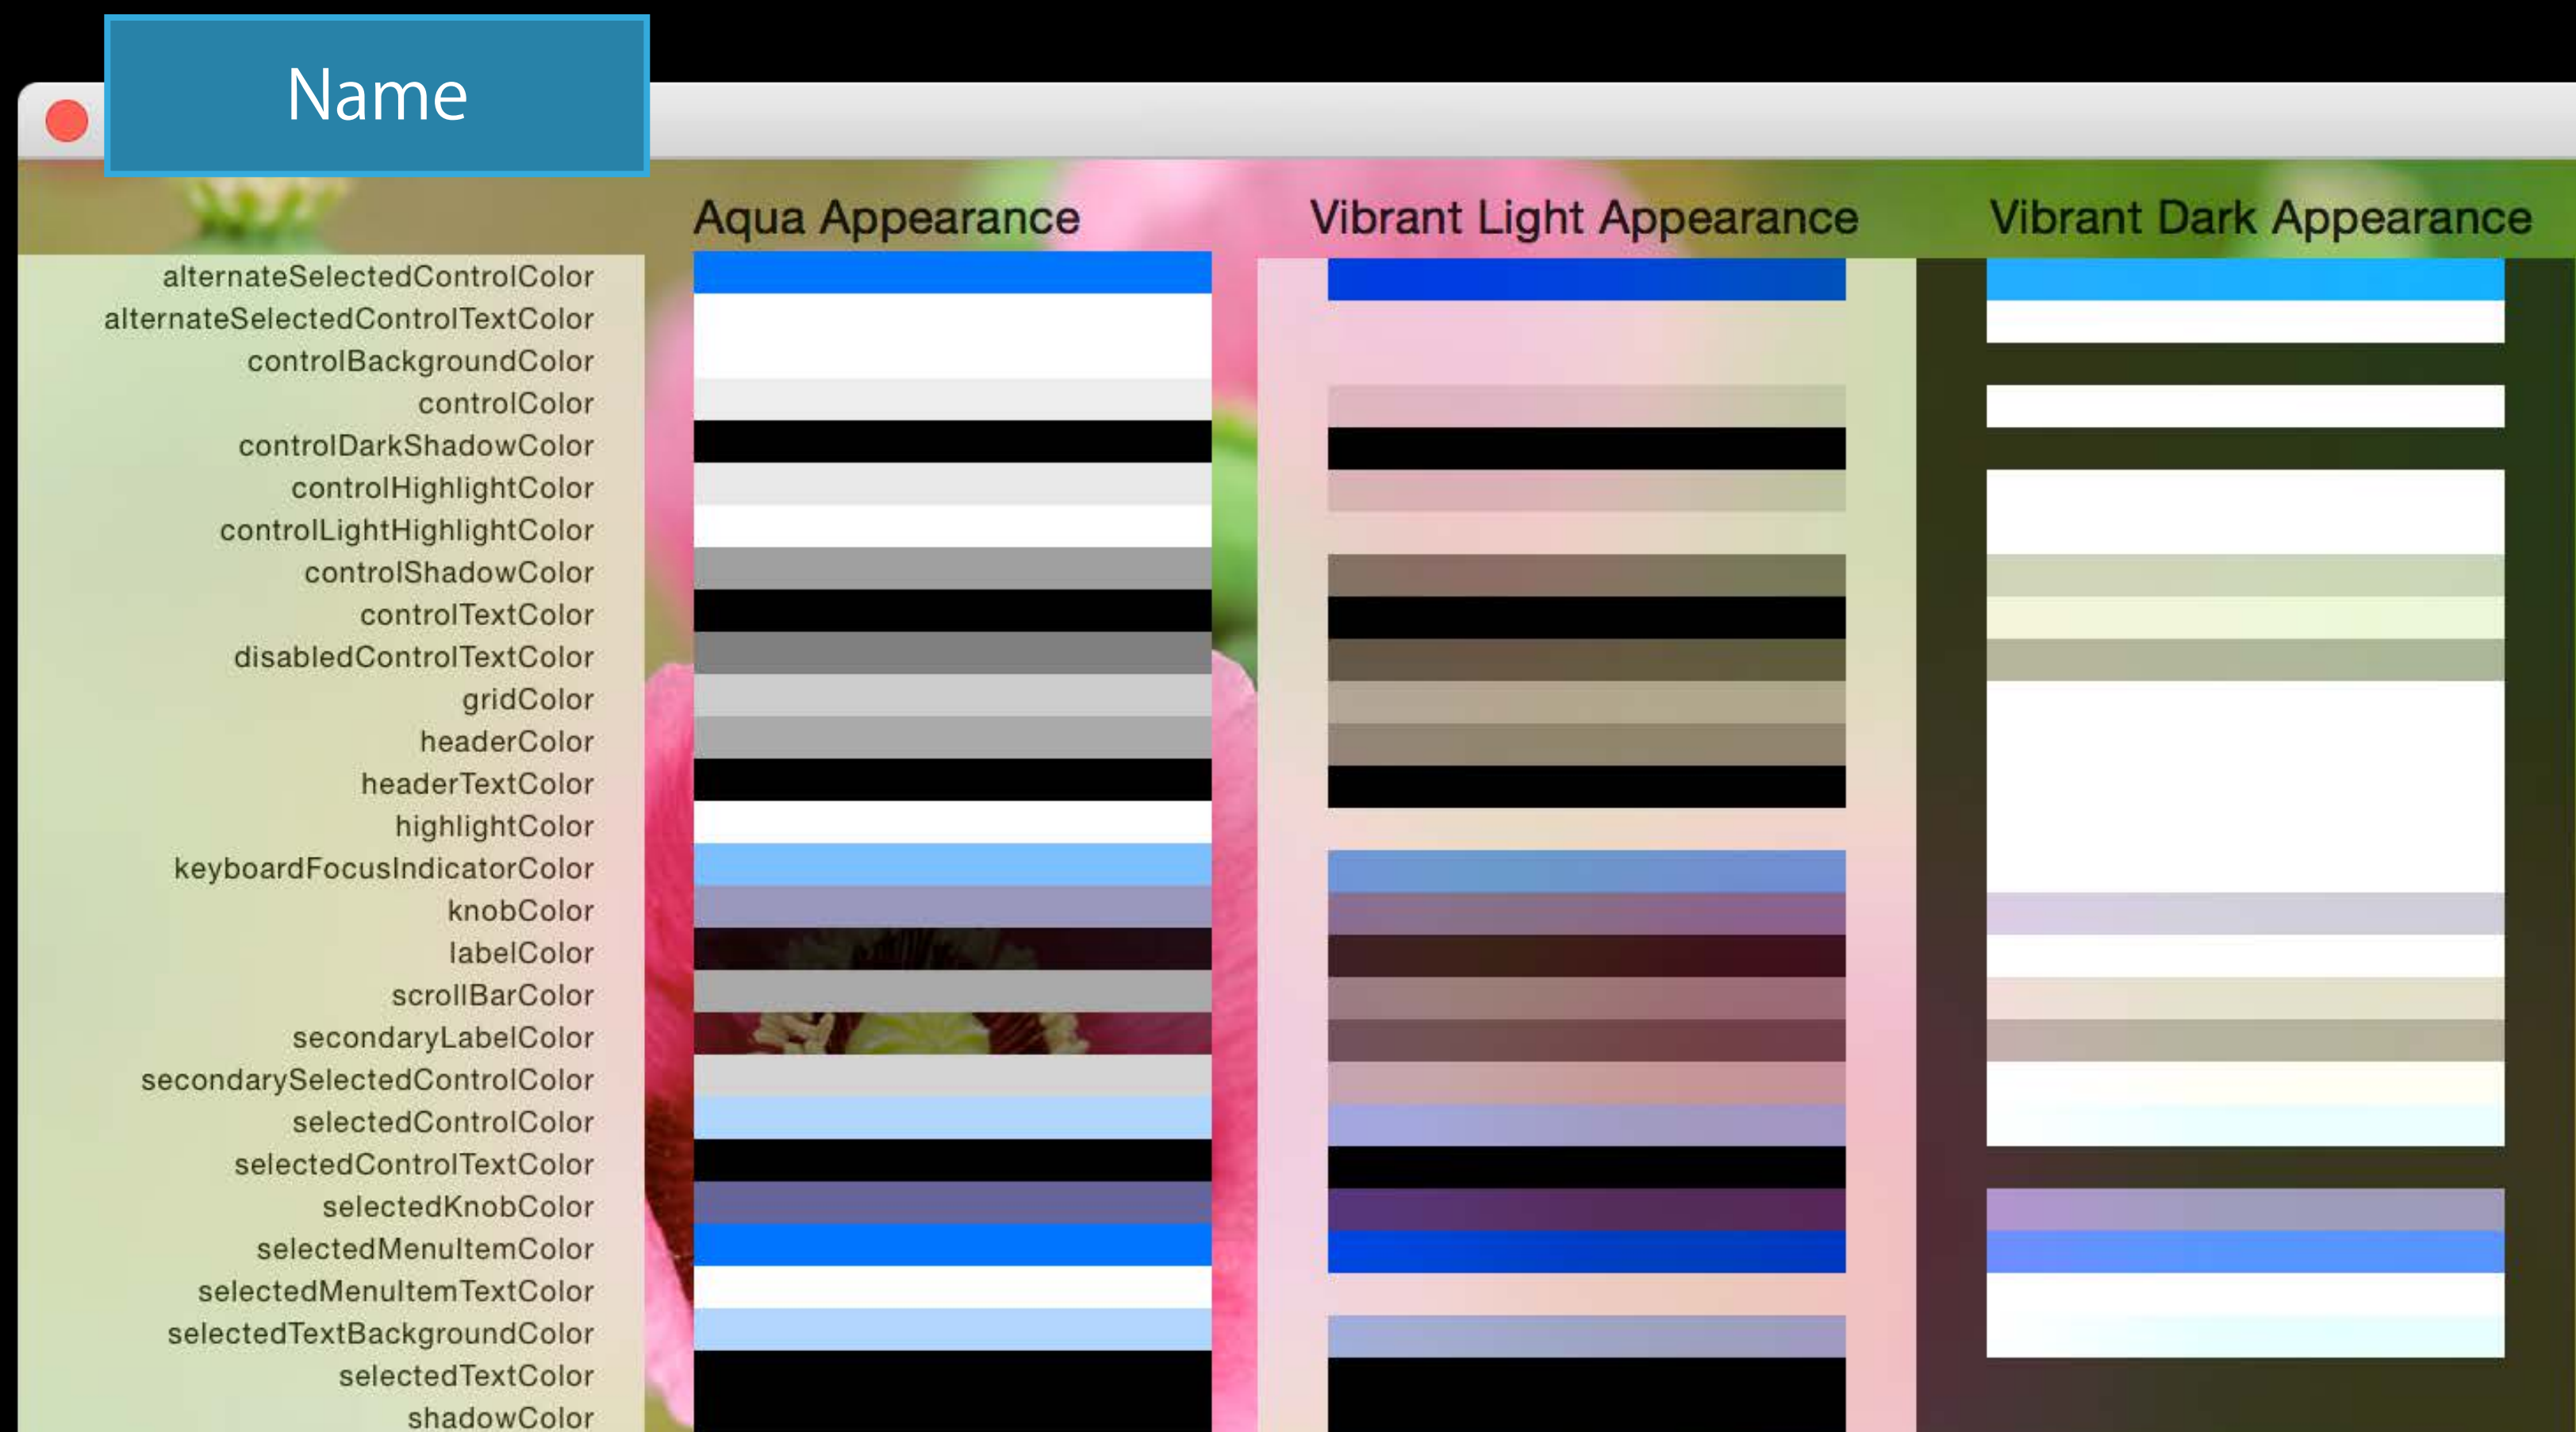 Name
Aqua Appearance
Vibrant Light Appearance
Vibrant Dark Appearance
alternateSelectedControlColor
alternateSelectedControlTextColor
controlBackgroundColor
controlColor
controlDarkShadowColor
controlHighlightColor
controlLightHighlightColor
controlShadowColor
controlTextColor
disabledControlTextColor
gridColor
headerColor
headerTextColor
highlightColor
keyboardFocusIndicatorColor
knobColor
labelColor
scrollBarColor
secondaryLabelColor
secondarySelectedControlColor
selectedControlColor
selectedControlTextColor
selectedKnobColor
selectedMenuItemColor
selectedMenuItemTextColor
selectedTextBackgroundColor
selectedTextColor
shadowColor